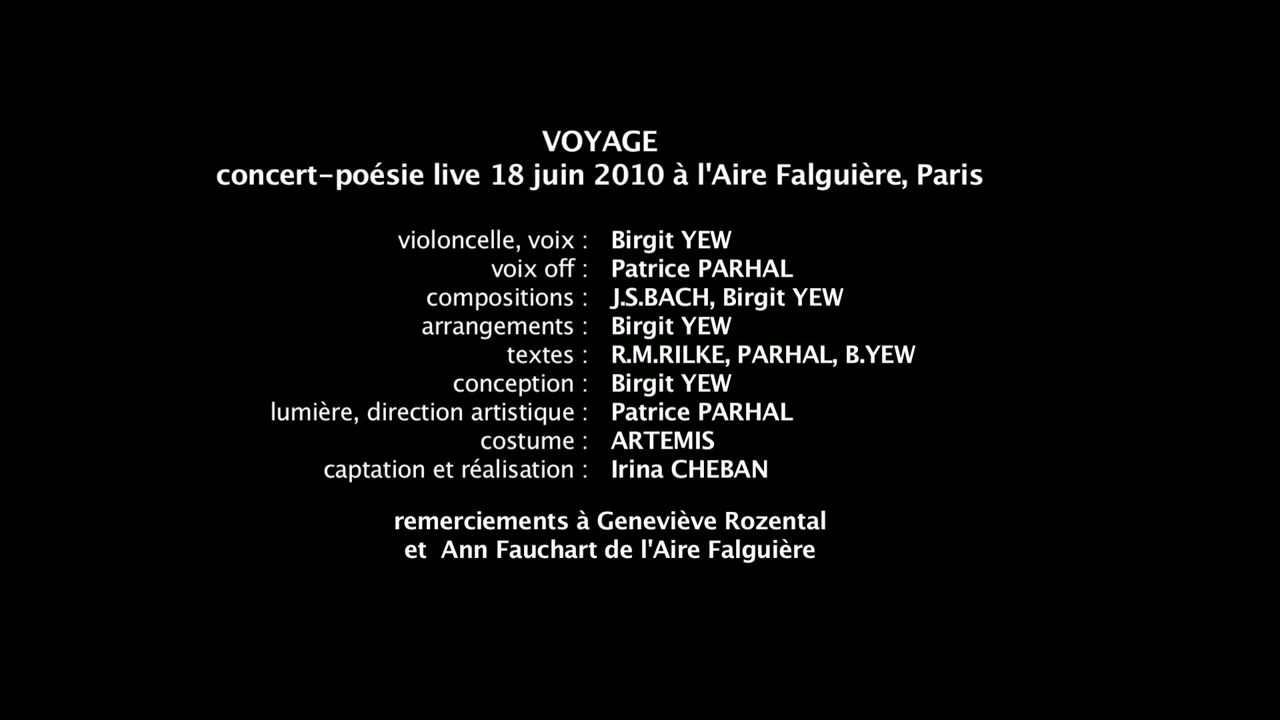 VOYAGE
concert-poésie live 18 juin 2010 à l'Aire Falguière, Paris
violoncelle, voix : Birgit YEW
voix off : Patrice PARHAL
compositions : J.S.BACH, Birgit YEW
arrangements : Birgit YEW
textes : R.M.RILKE, PARHAL, B.YEW
conception : Birgit YEW
lumière, direction artistique : Patrice PARHAL
costume : ARTEMIS
captation et réalisation : Irina CHEBAN
remerciements à Geneviève Rozental
et  Ann Fauchart de l'Aire Falguière